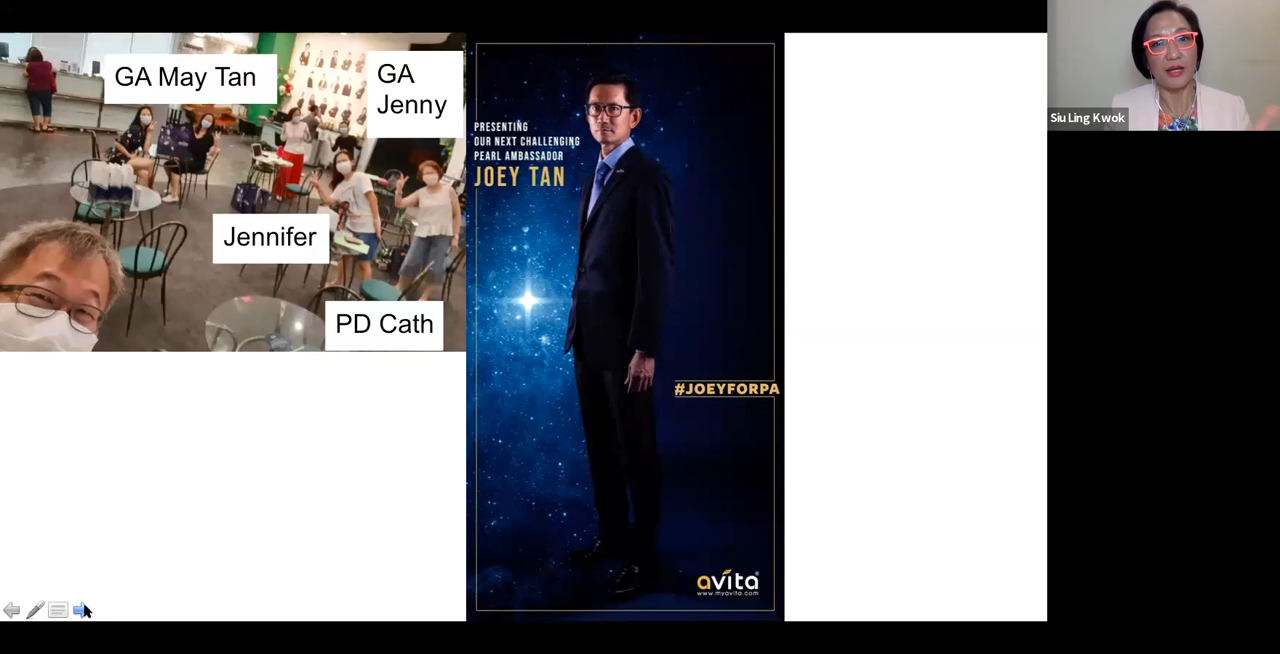 GA May Tan
GA
Jenny
Jennifer
PD Cath
PRESENTING
OUR NEXT CHALLENGING
PEARL AMBASSADOR
JOEY TAN
#JOEYFORPA
avita
www.myavita.com
Siu Ling Kwok